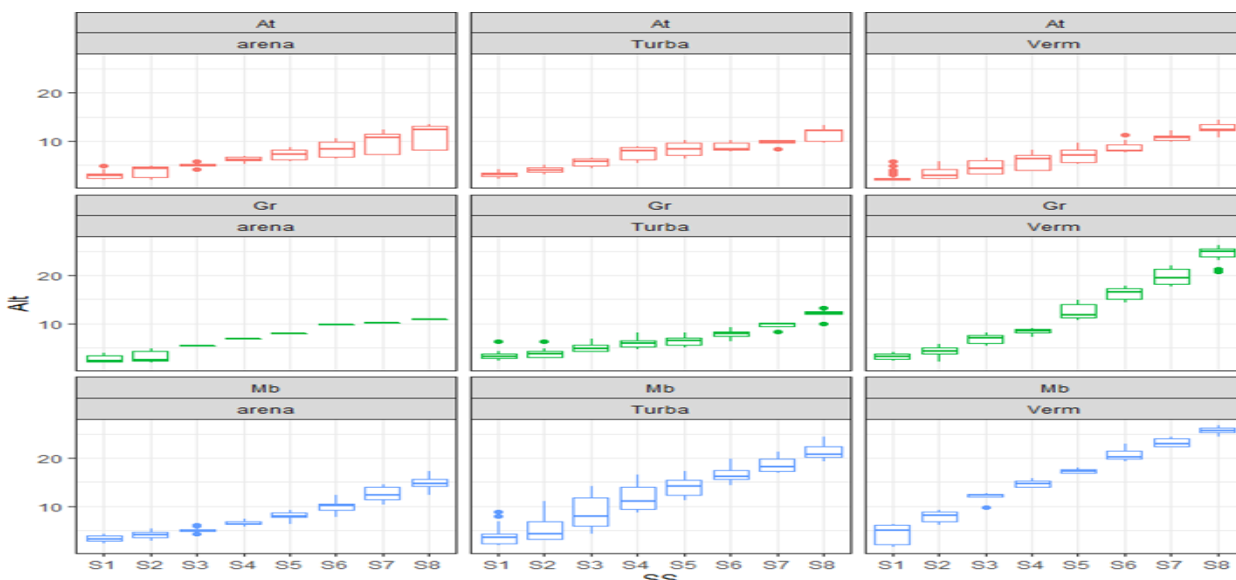 At At At
arena Turba Verm
20
10
Gr Gr Gr
arena Turba Verm
20
10
Mb Mb Mb
arena Turba Verm
20
10
Alt
S1 S2 S3 S4 S5 S6 S7 S8 S1 S2 S3 S4 S5 S6 S7 S8 S1 S2 S3 S4 S5 S6 S7 S8
SS